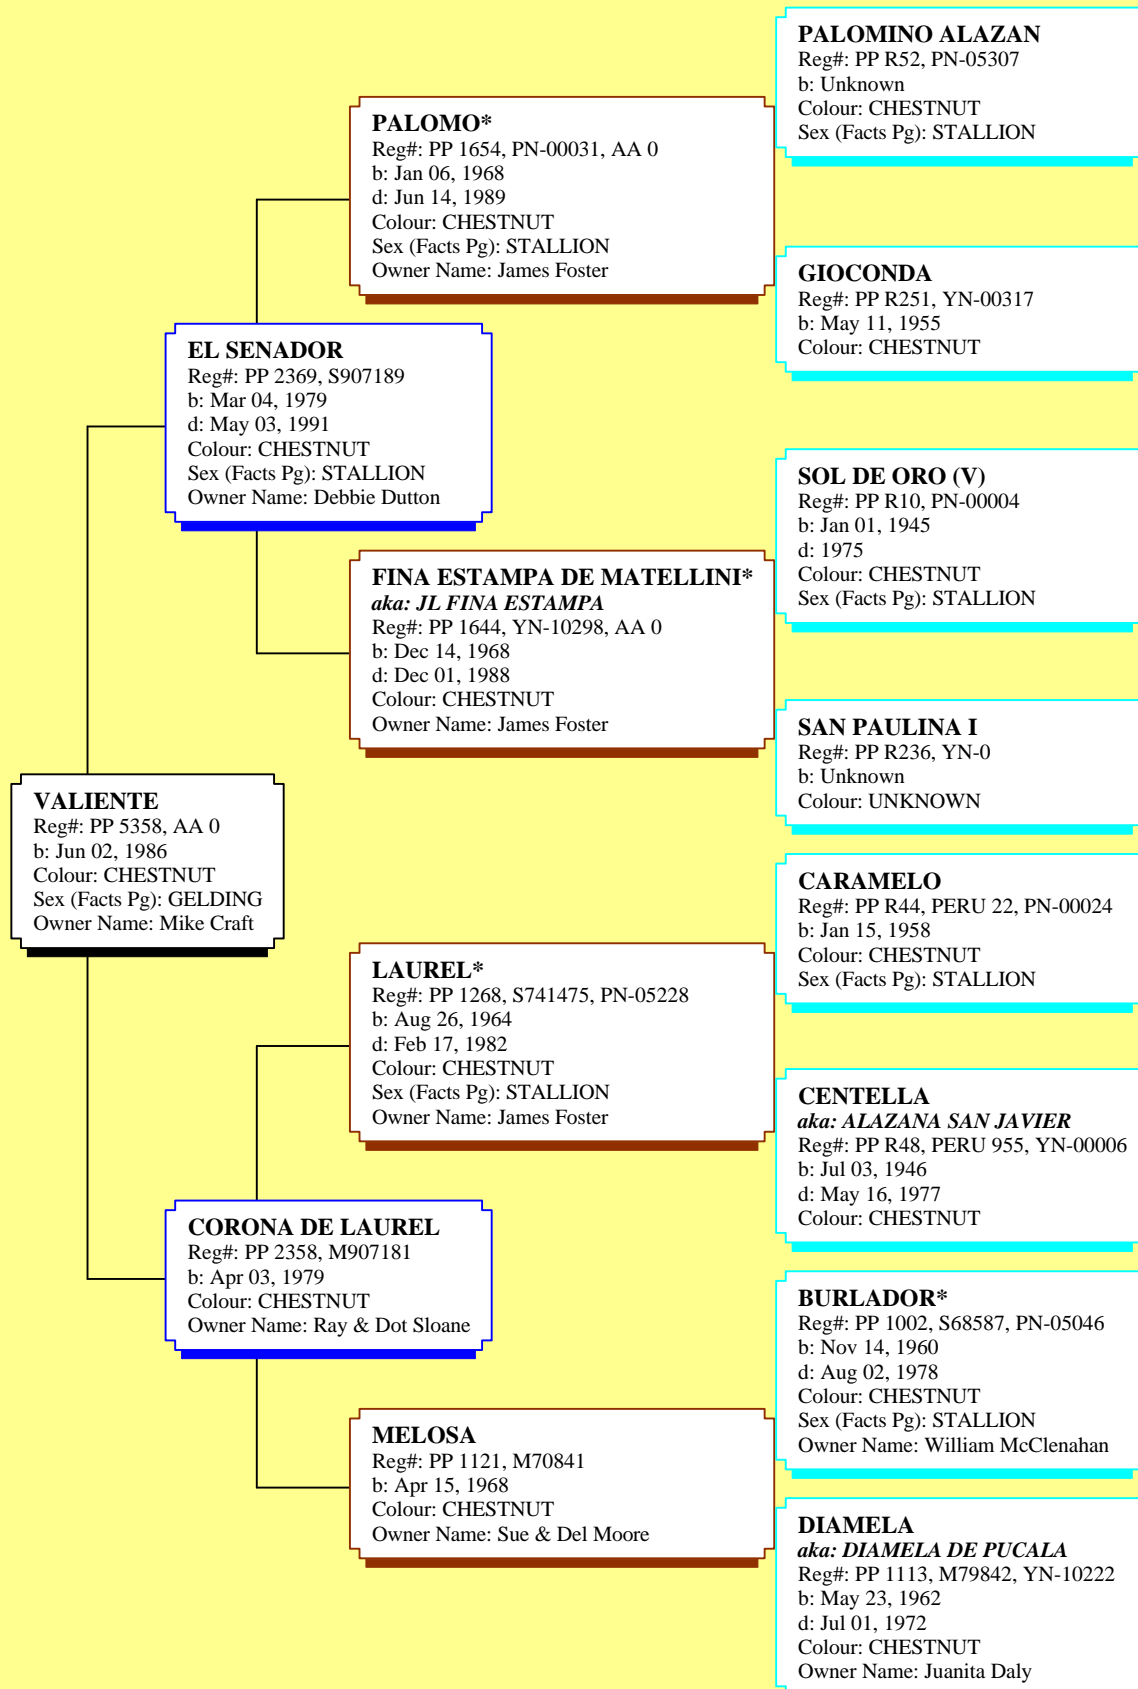 PALOMINO ALAZAN
Reg#: PP R52, PN-05307
b: Unknown
Colour: CHESTNUT
Sex (Facts Pg): STALLION
PALOMO*
Reg#: PP 1654, PN-00031, AA 0
b: Jan 06, 1968
d: Jun 14, 1989
Colour: CHESTNUT
Sex (Facts Pg): STALLION
Owner Name: James Foster
GIOCONDA
Reg#: PP R251, YN-00317
b: May 11, 1955
Colour: CHESTNUT
EL SENADOR
Reg#: PP 2369, S907189
b: Mar 04, 1979
d: May 03, 1991
Colour: CHESTNUT
Sex (Facts Pg): STALLION
Owner Name: Debbie Dutton
SOL DE ORO (V)
Reg#: PP R10, PN-00004
b: Jan 01, 1945
d: 1975
Colour: CHESTNUT
Sex (Facts Pg): STALLION
FINA ESTAMPA DE MATELLINI*
aka: JL FINA ESTAMPA
Reg#: PP 1644, YN-10298, AA 0
b: Dec 14, 1968
d: Dec 01, 1988
Colour: CHESTNUT
Owner Name: James Foster
SAN PAULINA I
Reg#: PP R236, YN-0
b: Unknown
Colour: UNKNOWN
VALIENTE
Reg#: PP 5358, AA 0
b: Jun 02, 1986
Colour: CHESTNUT
Sex (Facts Pg): GELDING
Owner Name: Mike Craft
CARAMELO
Reg#: PP R44, PERU 22, PN-00024
b: Jan 15, 1958
Colour: CHESTNUT
Sex (Facts Pg): STALLION
LAUREL*
Reg#: PP 1268, S741475, PN-05228
b: Aug 26, 1964
d: Feb 17, 1982
Colour: CHESTNUT
Sex (Facts Pg): STALLION
Owner Name: James Foster
CENTELLA
aka: ALAZANA SAN JAVIER
Reg#: PP R48, PERU 955, YN-00006
b: Jul 03, 1946
d: May 16, 1977
Colour: CHESTNUT
CORONA DE LAUREL
Reg#: PP 2358, M907181
b: Apr 03, 1979
Colour: CHESTNUT
Owner Name: Ray & Dot Sloane
BURLADOR*
Reg#: PP 1002, S68587, PN-05046
b: Nov 14, 1960
d: Aug 02, 1978
Colour: CHESTNUT
Sex (Facts Pg): STALLION
Owner Name: William McClenahan
MELOSA
Reg#: PP 1121, M70841
b: Apr 15, 1968
Colour: CHESTNUT
Owner Name: Sue & Del Moore
DIAMELA
aka: DIAMELA DE PUCALA
Reg#: PP 1113, M79842, YN-10222
b: May 23, 1962
d: Jul 01, 1972
Colour: CHESTNUT
Owner Name: Juanita Daly